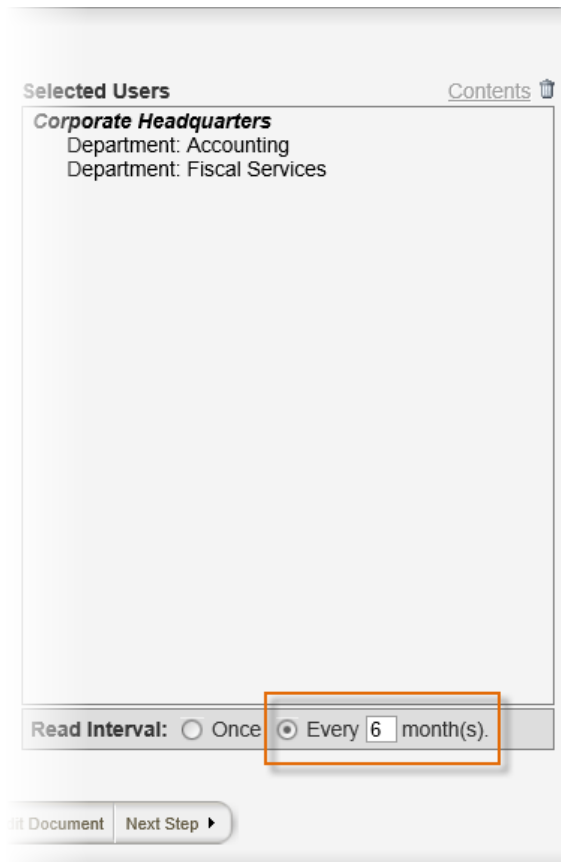 Selected Users Contents
Corporate Headquarters
Department: Accounting
Department: Fiscal Services
Read Interval: Once Every 6 month(s).
Document Next Step